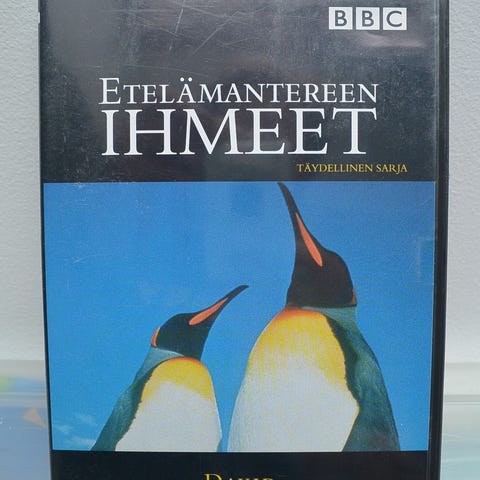 BBC
ETELÄMANTEREEN
IHMEET
TÄYDELLINEN SARJA